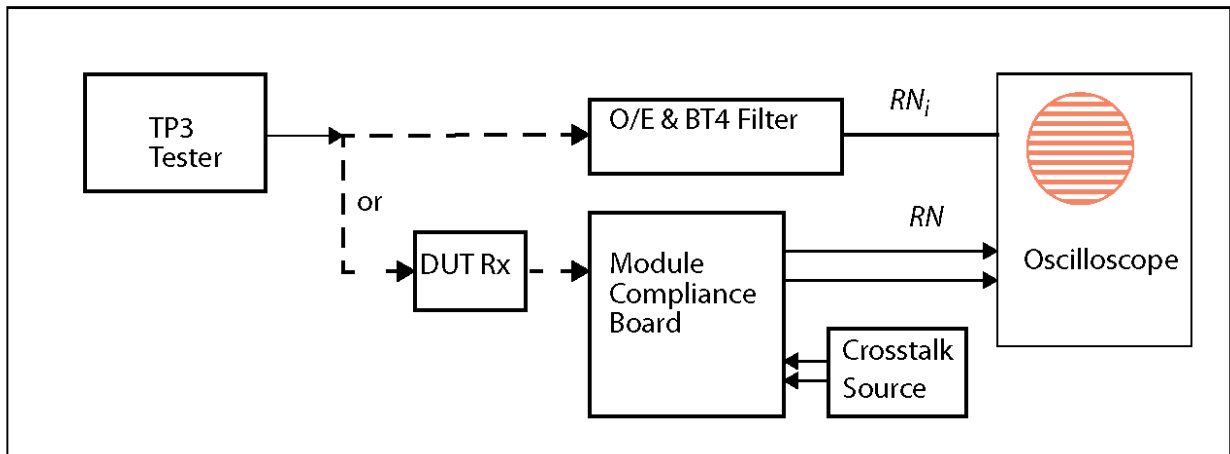 TP3
Tester
or
O/E & BT4 Filter
RNi
DUT Rx
Module
Compliance
Board
RN
Crosstalk
Source
Oscilloscope